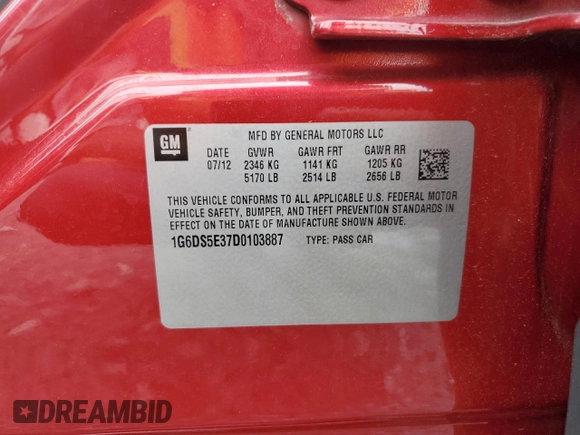 GM
MFD BY GENERAL MOTORS LLC
DATE GVWR GAWR FRT GAWR RR
07/12 2346 KG 1141 KG 1205 KG
5170 LB 2514 LB 2656 LB
THIS VEHICLE CONFORMS TO ALL APPLICABLE U.S. FEDERAL MOTOR
VEHICLE SAFETY, BUMPER, AND THEFT PREVENTION STANDARDS IN
EFFECT ON THE DATE OF MANUFACTURE SHOWN ABOVE.
1G6DS5E37D0103887 TYPE: PASS CAR
DREAMBID